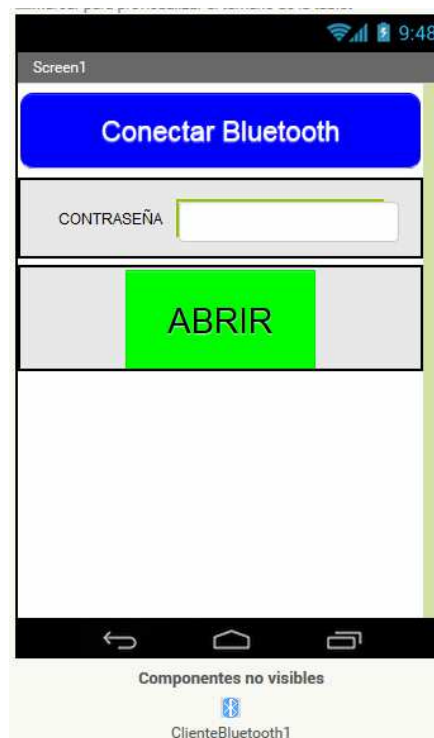 9:48
Screen1
Conectar Bluetooth
CONTRASEÑA
ABRIR
Componentes no visibles
ClienteBluetooth1